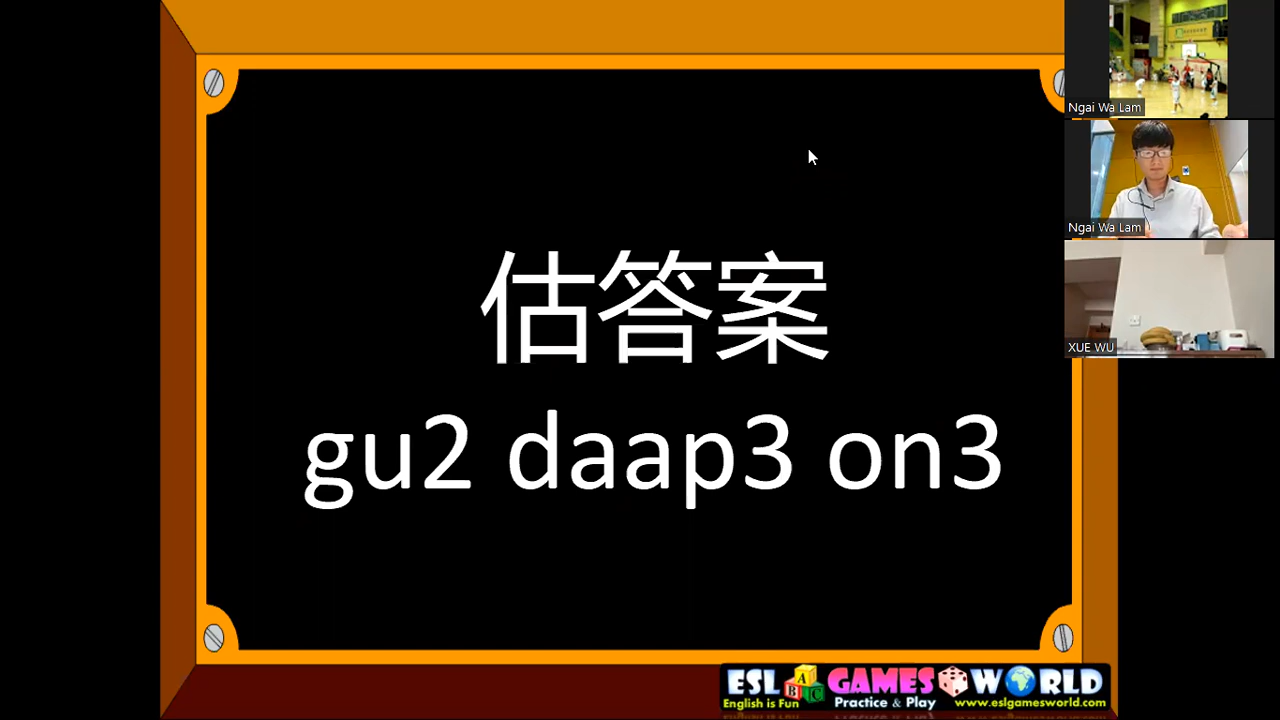 估答案
gu2 daap3 on3
Ngai Wa Lam
Ngai Wa Lam
XUE WU
ESL GAMES WORLD
English is Fun Practice & Play www.eslgamesworld.com